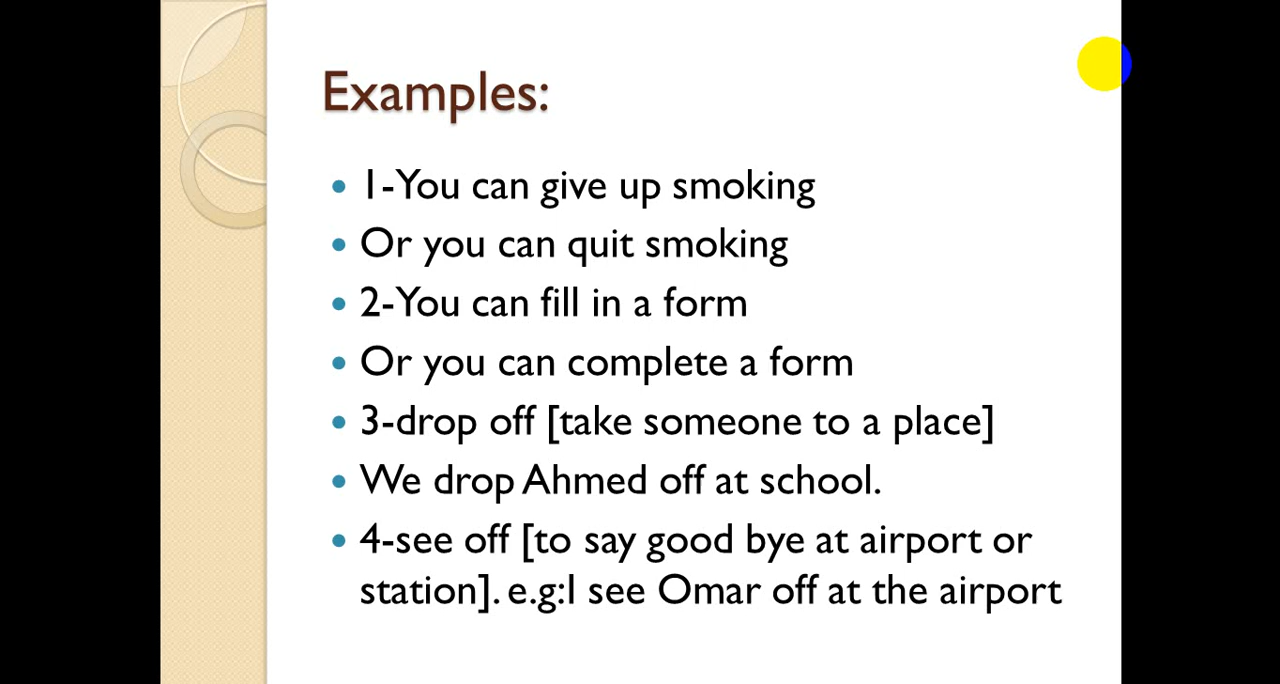 Examples:
1-You can give up smoking
Or you can quit smoking
2-You can fill in a form
Or you can complete a form
3-drop off [take someone to a place]
We drop Ahmed off at school.
4-see off [to say good bye at airport or
station]. e.g:I see Omar off at the airport